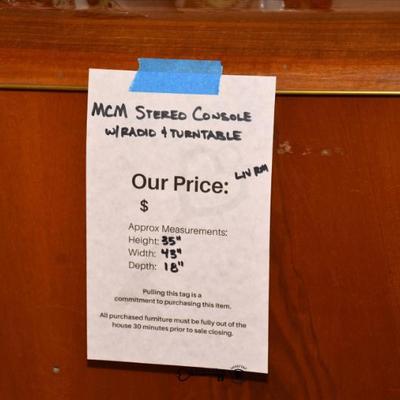 MCM STEREO CONSOLE
W/RADIO & TURNTABLE
LIV RM
Our Price:
$
Approx Measurements:
Height: 35"
Width: 43"
Depth: 18"
Pulling this tag is a
commitment to purchasing this item.
All purchased furniture must be fully out of the
house 30 minutes prior to sale closing.